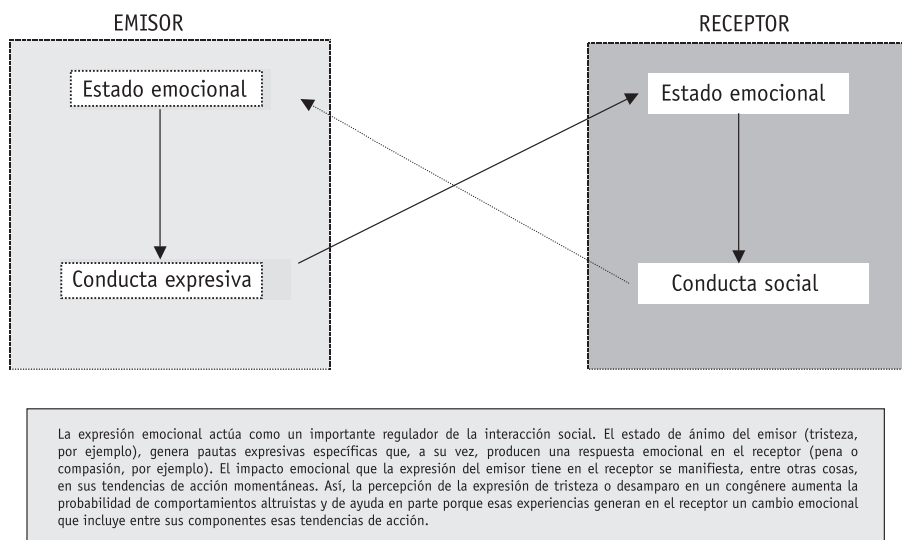 EMISOR
RECEPTOR
Estado emocional
Estado emocional
Conducta expresiva
Conducta social
La expresión emocional actúa como un importante regulador de la interacción social. El estado de ánimo del emisor (tristeza,
por ejemplo), genera pautas expresivas específicas que, a su vez, producen una respuesta emocional en el receptor (pena o
compasión, por ejemplo). El impacto emocional que la expresión del emisor tiene en el receptor se manifiesta, entre otras cosas,
en sus tendencias de acción momentáneas. Así, la percepción de la expresión de tristeza o desamparo en un congénere aumenta la
probabilidad de comportamientos altruistas y de ayuda en parte porque esas experiencias generan en el receptor un cambio emocional
que incluye entre sus componentes esas tendencias de acción.